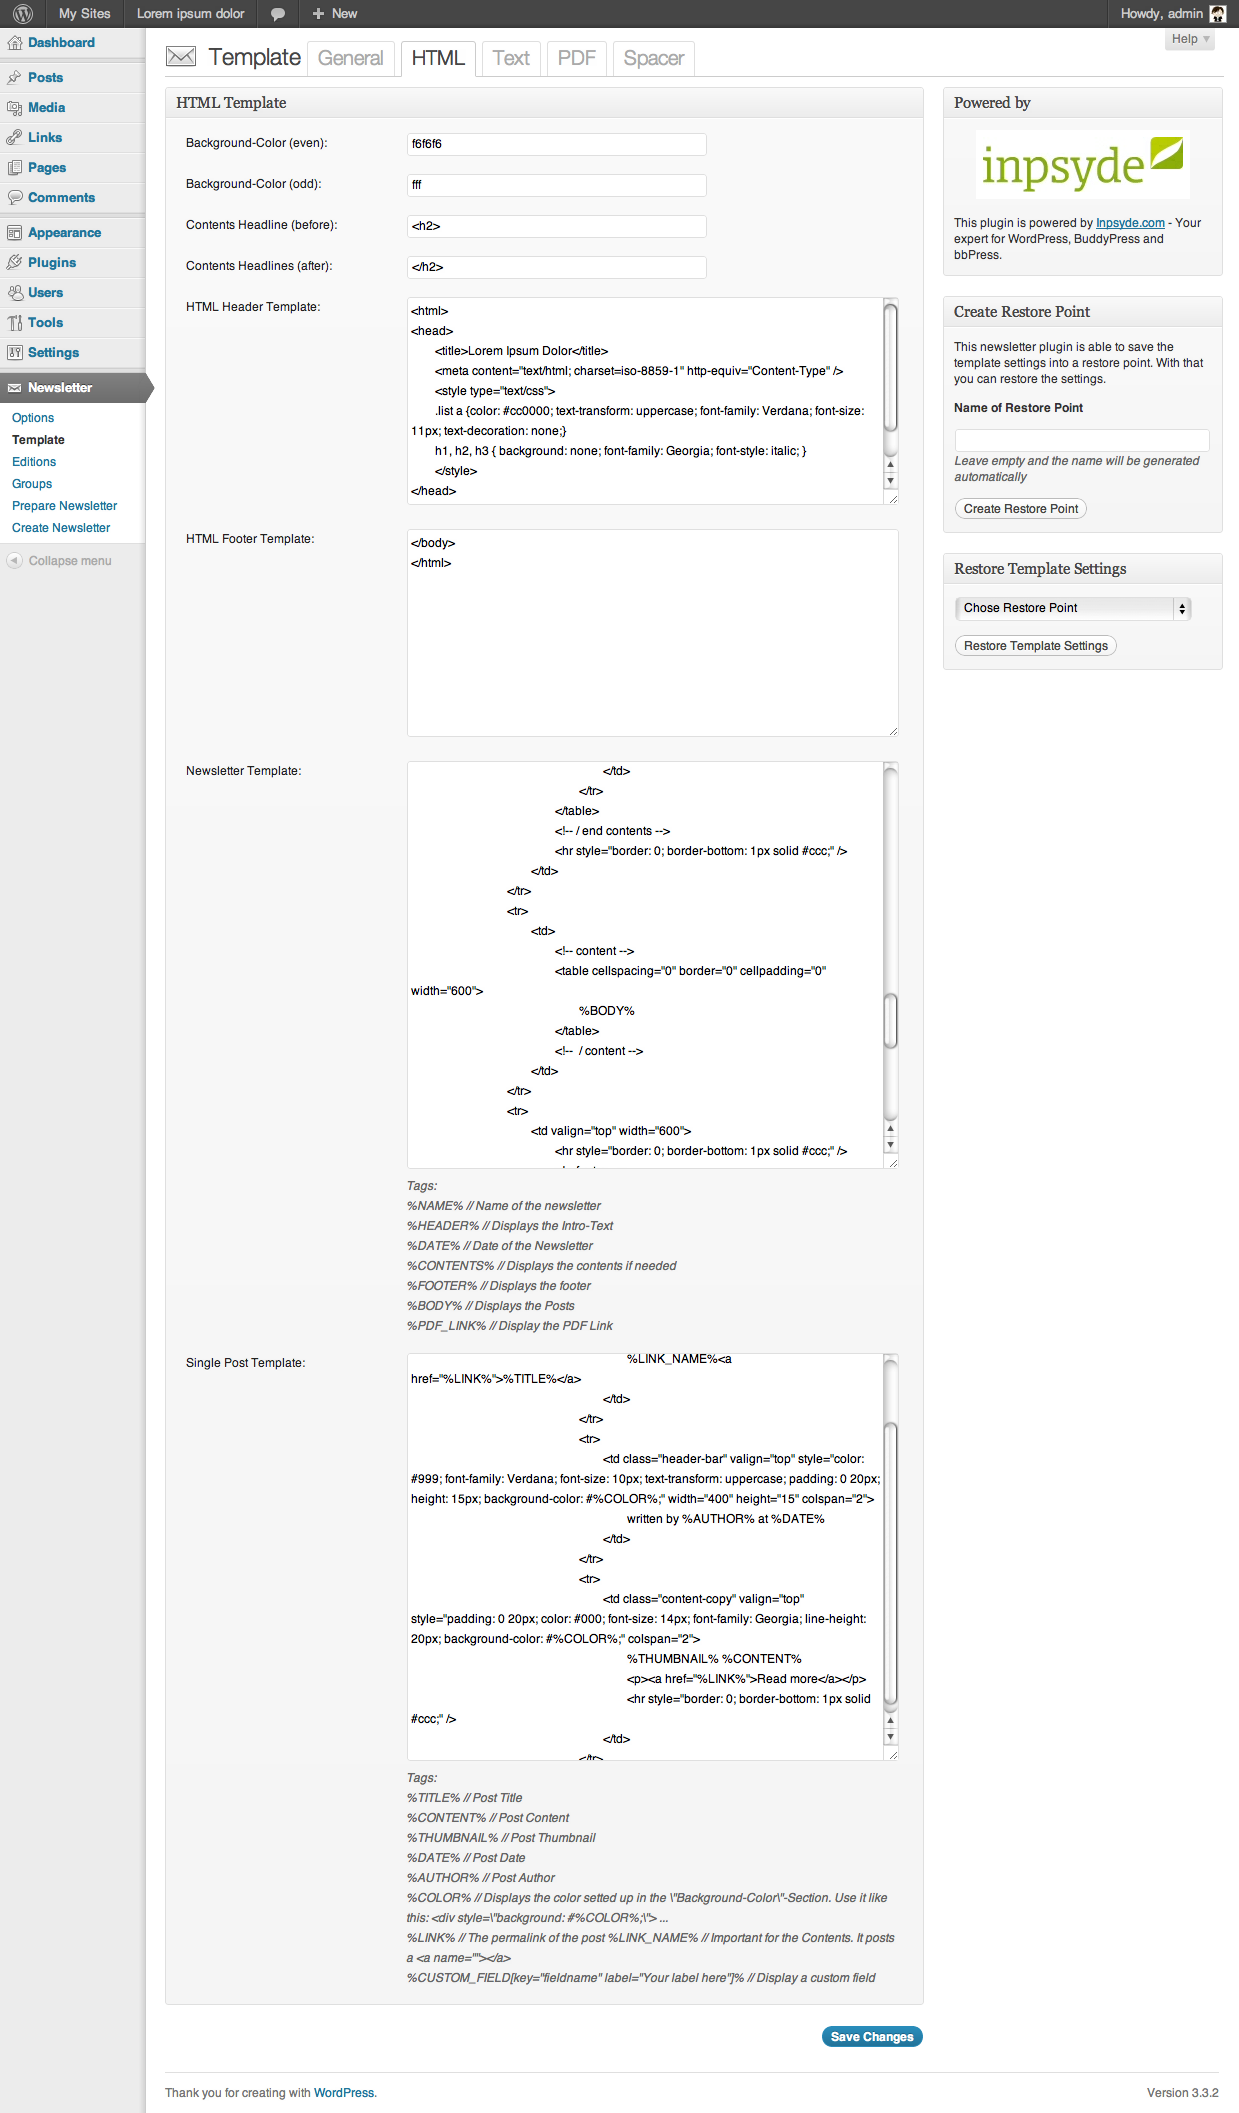 My Sites Lorem ipsum dolor + New Howdy, admin
Help
Dashboard
Posts
Media
Links
Pages
Comments
Appearance
Plugins
Users
Tools
Settings
Newsletter
Options
Template
Editions
Groups
Prepare Newsletter
Create Newsletter
Collapse menu
Template General HTML Text PDF Spacer
HTML Template
Background-Color (even): f6f6f6
Background-Color (odd): fff
Contents Headline (before): <h2>
Contents Headlines (after): </h2>
HTML Header Template:
<html>
<head>
<title>Lorem Ipsum Dolor</title>
<meta content="text/html; charset=iso-8859-1" http-equiv="Content-Type" />
<style type="text/css">
.list a {color: #cc0000; text-transform: uppercase; font-family: Verdana; font-size:
11px; text-decoration: none;}
h1, h2, h3 { background: none; font-family: Georgia; font-style: italic; }
</style>
</head>
HTML Footer Template:
</body>
</html>
Newsletter Template:
</td>
</tr>
</table>
<!-- / end contents -->
<hr style="border: 0; border-bottom: 1px solid #ccc;" />
</td>
</tr>
<tr>
<td>
<!-- content -->
<table cellspacing="0" border="0" cellpadding="0"
width="600">
%BODY%
</table>
<!-- / content -->
</td>
</tr>
<tr>
<td valign="top" width="600">
<hr style="border: 0; border-bottom: 1px solid #ccc;" />
Tags:
%NAME% // Name of the newsletter
%HEADER% // Displays the Intro-Text
%DATE% // Date of the Newsletter
%CONTENTS% // Displays the contents if needed
%FOOTER% // Displays the footer
%BODY% // Displays the Posts
%PDF_LINK% // Display the PDF Link
Single Post Template:
%LINK_NAME%<a
href="%LINK%">%TITLE%</a>
</td>
</tr>
<tr>
<td class="header-bar" valign="top" style="color:
#999; font-family: Verdana; font-size: 10px; text-transform: uppercase; padding: 0 20px;
height: 15px; background-color: #%COLOR%;" width="400" height="15" colspan="2">
written by %AUTHOR% at %DATE%
</td>
</tr>
<tr>
<td class="content-copy" valign="top"
style="padding: 0 20px; color: #000; font-size: 14px; font-family: Georgia; line-height:
20px; background-color: #%COLOR%;" colspan="2">
%THUMBNAIL% %CONTENT%
<p><a href="%LINK%">Read more</a></p>
<hr style="border: 0; border-bottom: 1px solid
#ccc;" />
</td>
</tr>
Tags:
%TITLE% // Post Title
%CONTENT% // Post Content
%THUMBNAIL% // Post Thumbnail
%DATE% // Post Date
%AUTHOR% // Post Author
%COLOR% // Displays the color setted up in the \"Background-Color\"-Section. Use it like
this: <div style=\"background: #%COLOR%;\"> ...
%LINK% // The permalink of the post %LINK_NAME% // Important for the Contents. It posts
a <a name=""></a>
%CUSTOM_FIELD[key="fieldname" label="Your label here"]% // Display a custom field
Save Changes
Powered by
inpsyde
This plugin is powered by Inpsyde.com - Your
expert for WordPress, BuddyPress and
bbPress.
Create Restore Point
This newsletter plugin is able to save the
template settings into a restore point. With that
you can restore the settings.
Name of Restore Point
Leave empty and the name will be generated
automatically
Create Restore Point
Restore Template Settings
Chose Restore Point
Restore Template Settings
Thank you for creating with WordPress.
Version 3.3.2